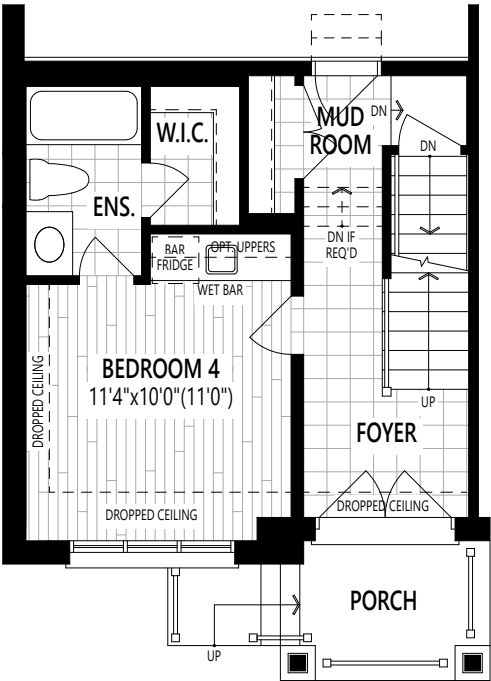 MUD
ROOM
DN
DN
W.I.C.
ENS.
DN IF
REQ'D
BAR
FRIDGE
OPT. UPPERS
WET BAR
BEDROOM 4
11'4"x10'0"(11'0")
DROPPED CEILING
UP
FOYER
DROPPED CEILING
DROPPED CEILING
PORCH
UP